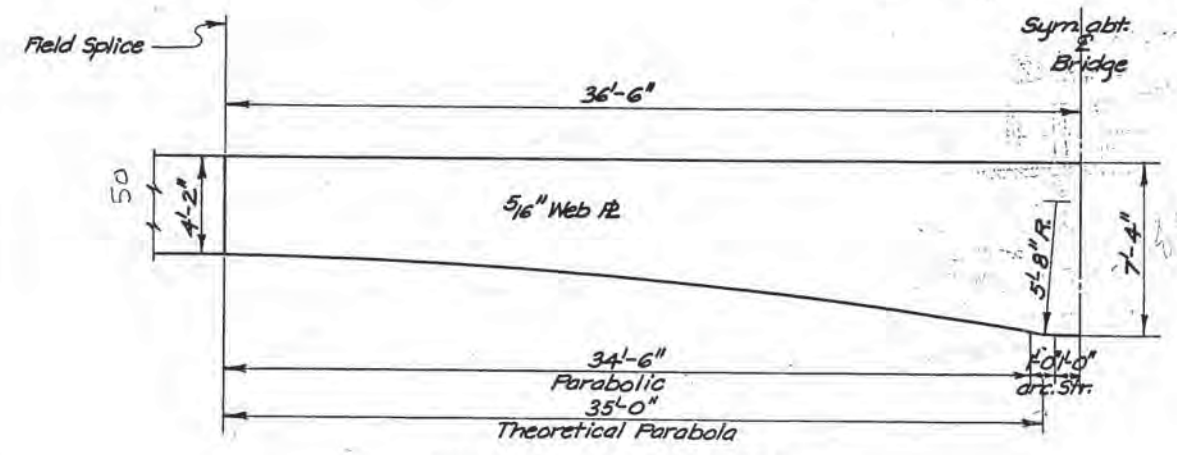 Field Splice
Sym. abt.
℄
Bridge
36'-6"
50
4'-2"
5/16" Web PL
5'-8" R.
7'-4"
34'-6"
Parabolic
1'-0" 1'-0"
arc. Str.
35'-0"
Theoretical Parabola